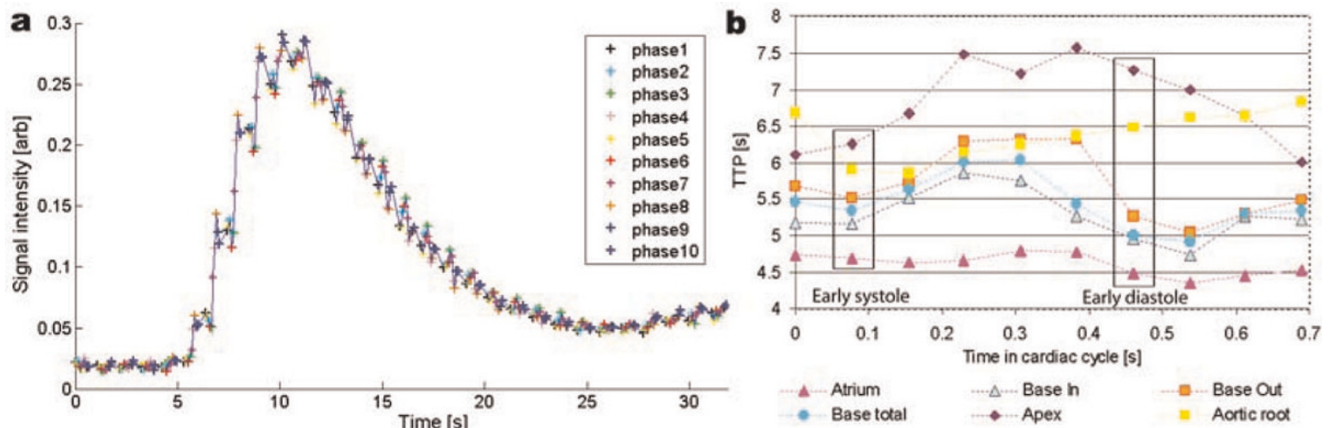 a
0.3
0.25
0.2
0.15
0.1
0.05
0
Signal intensity [arb]
0 5 10 15 20 25 30
Time [s]
phase1
phase2
phase3
phase4
phase5
phase6
phase7
phase8
phase9
phase10
b
8
7.5
7
6.5
6
5.5
5
4.5
4
TTP [s]
Early systole
Early diastole
0 0.1 0.2 0.3 0.4 0.5 0.6 0.7
Time in cardiac cycle [s]
Atrium Base In Base Out
Base total Apex Aortic root